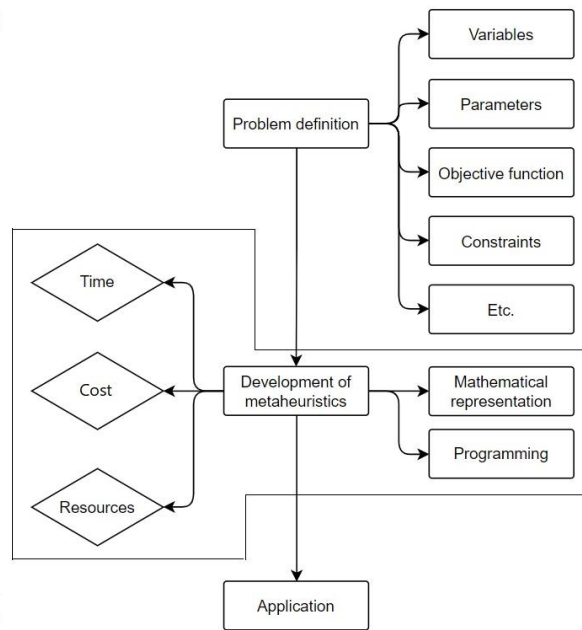 Variables
Parameters
Problem definition
Objective function
Constraints
Etc.
Time
Cost
Resources
Development of
metaheuristics
Mathematical
representation
Programming
Application